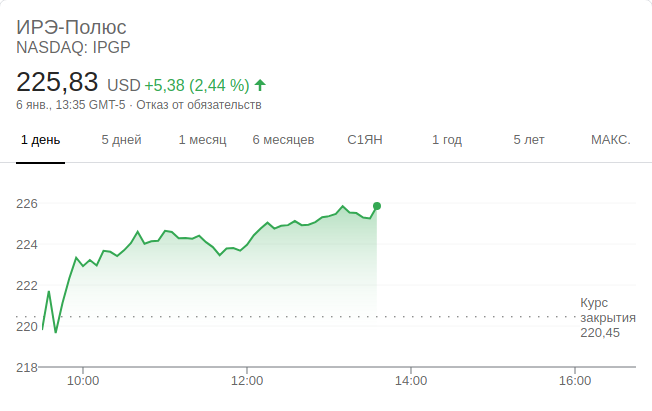 ИРЭ-Полюс
NASDAQ: IPGP
225,83 USD +5,38 (2,44 %)
6 янв., 13:35 GMT-5 · Отказ от обязательств
1 день 5 дней 1 месяц 6 месяцев С1ЯН 1 год 5 лет МАКС.
226
224
222
Курс
закрытия
220,45
220
218
10:00 12:00 14:00 16:00